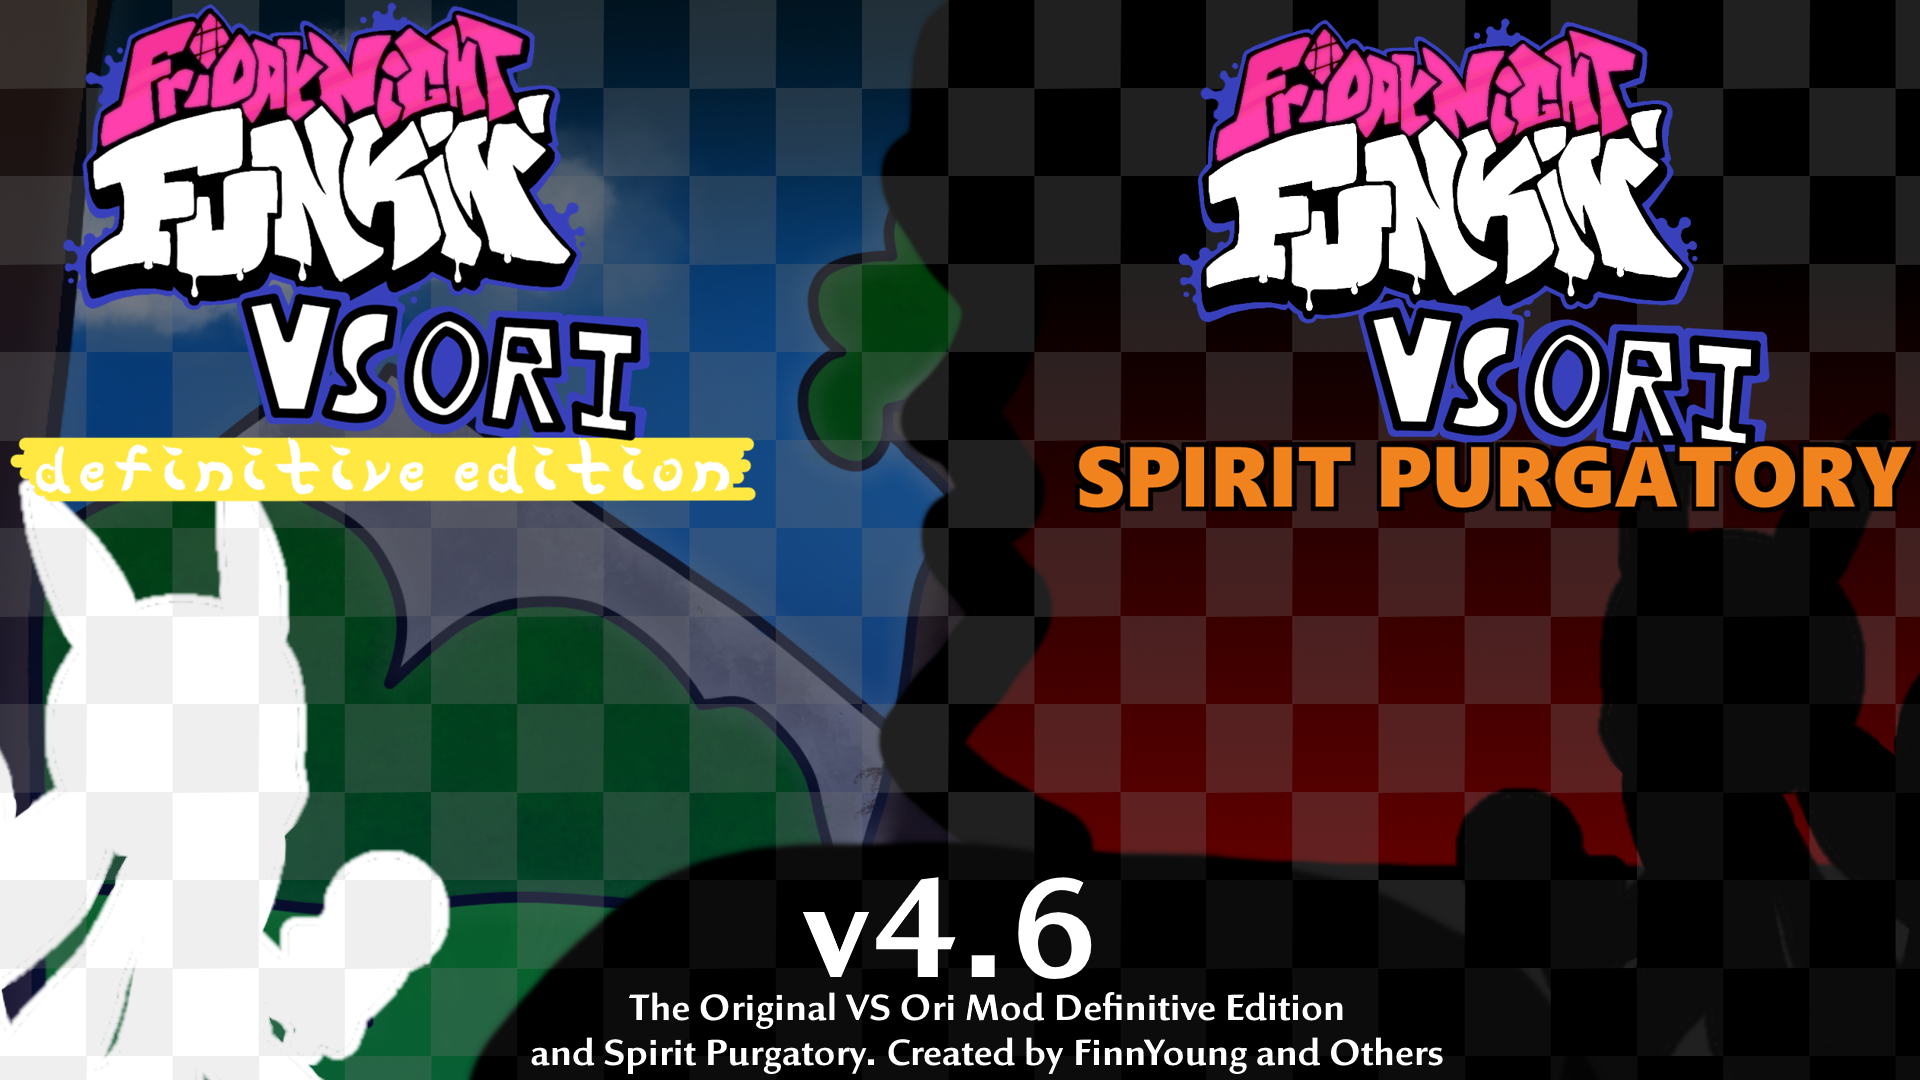 FRiDAY NiGHT
FUNKiN'
VS ORI
definitive edition
FRiDAY NiGHT
FUNKiN'
VS ORI
SPIRIT PURGATORY
v4.6
The Original VS Ori Mod Definitive Edition
and Spirit Purgatory. Created by FinnYoung and Others